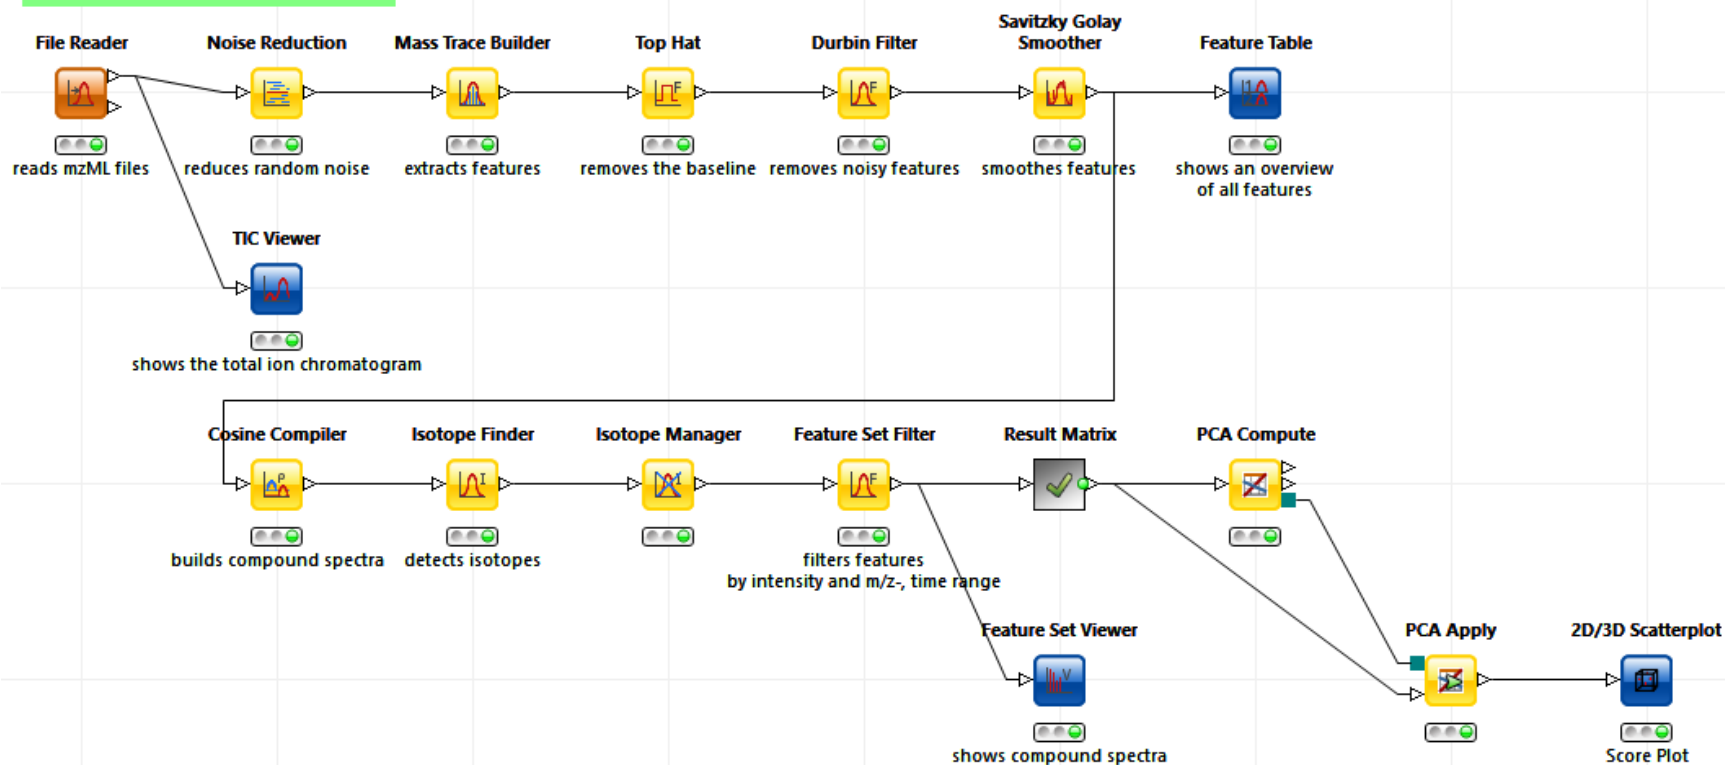 File Reader
Noise Reduction
Mass Trace Builder
Top Hat
Durbin Filter
Savitzky Golay
Smoother
Feature Table
reads mzML files
reduces random noise
extracts features
removes the baseline
removes noisy features
smoothes features
shows an overview
of all features
TIC Viewer
shows the total ion chromatogram
Cosine Compiler
Isotope Finder
Isotope Manager
Feature Set Filter
Result Matrix
PCA Compute
builds compound spectra
detects isotopes
filters features
by intensity and m/z-, time range
Feature Set Viewer
PCA Apply
2D/3D Scatterplot
shows compound spectra
Score Plot